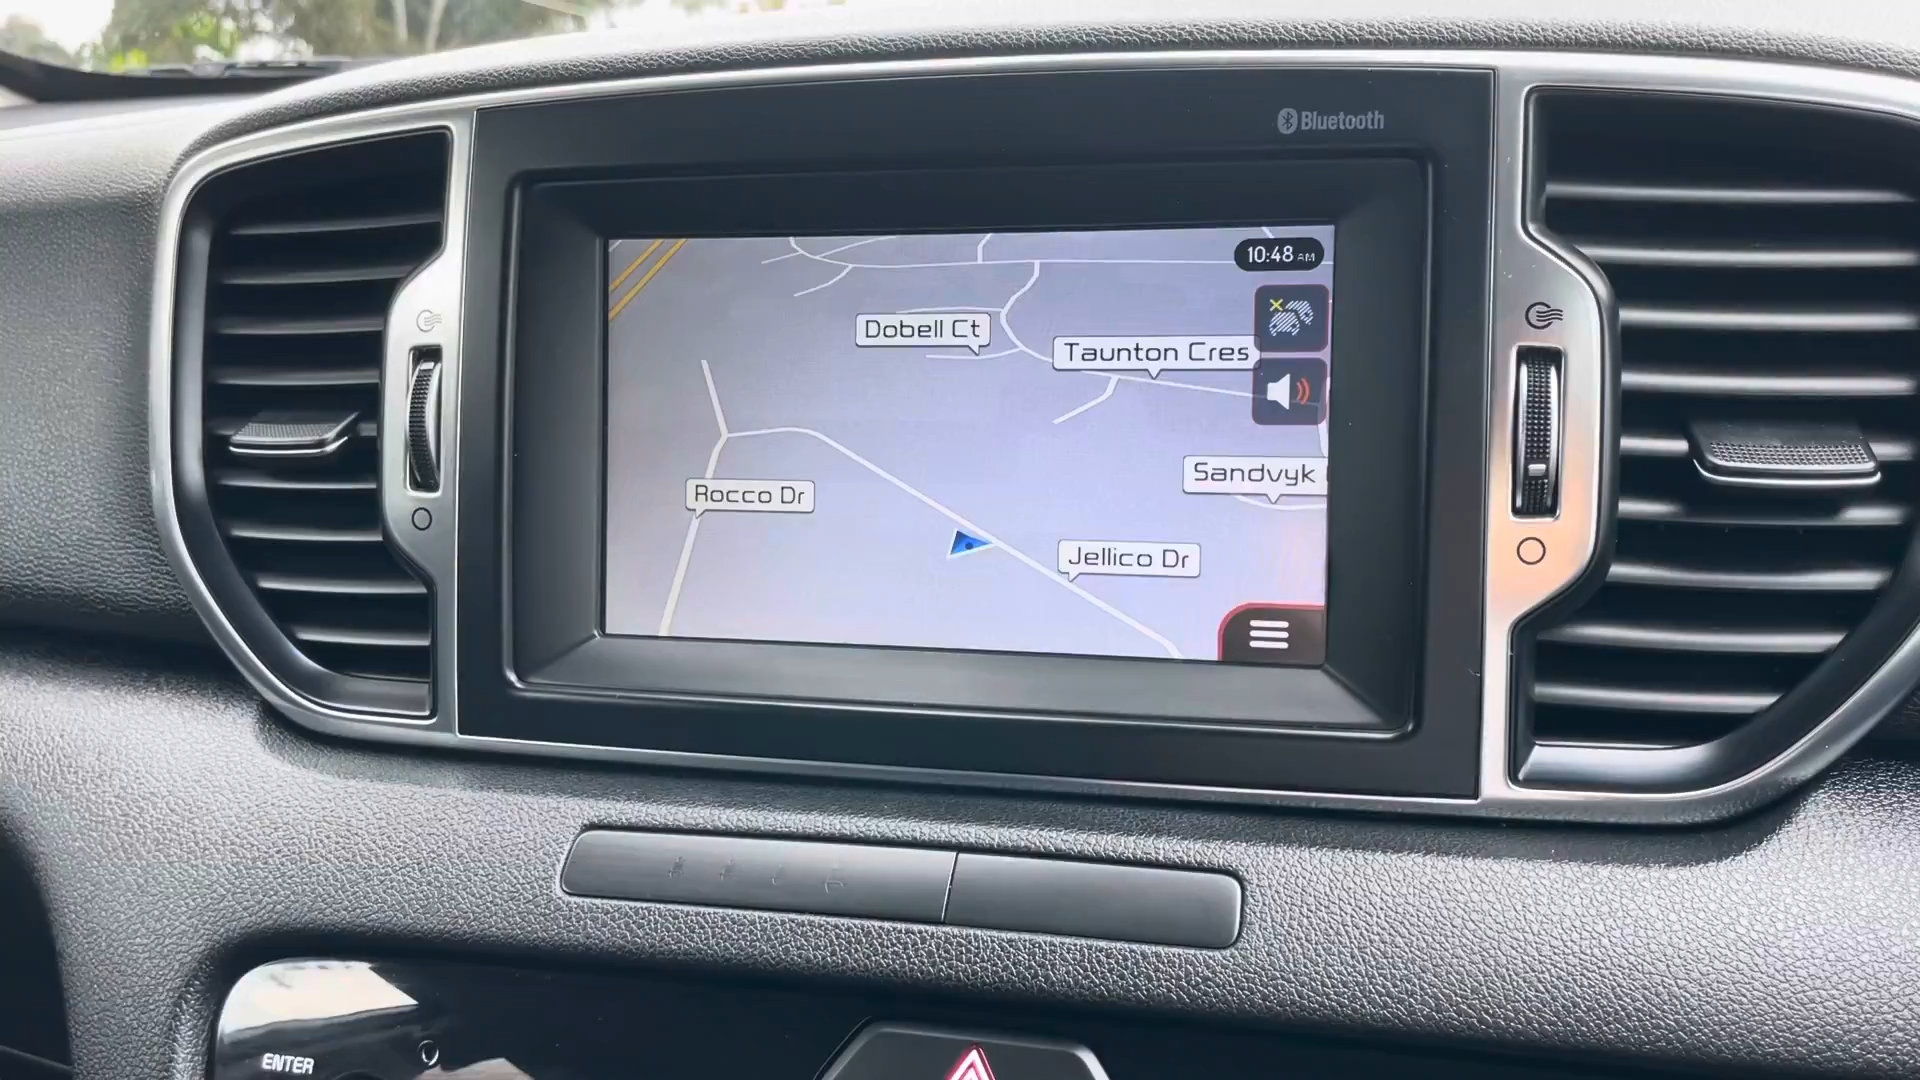 Bluetooth
10:48 AM
Dobell Ct
Taunton Cres
Sandvyk
Rocco Dr
Jellico Dr
ENTER